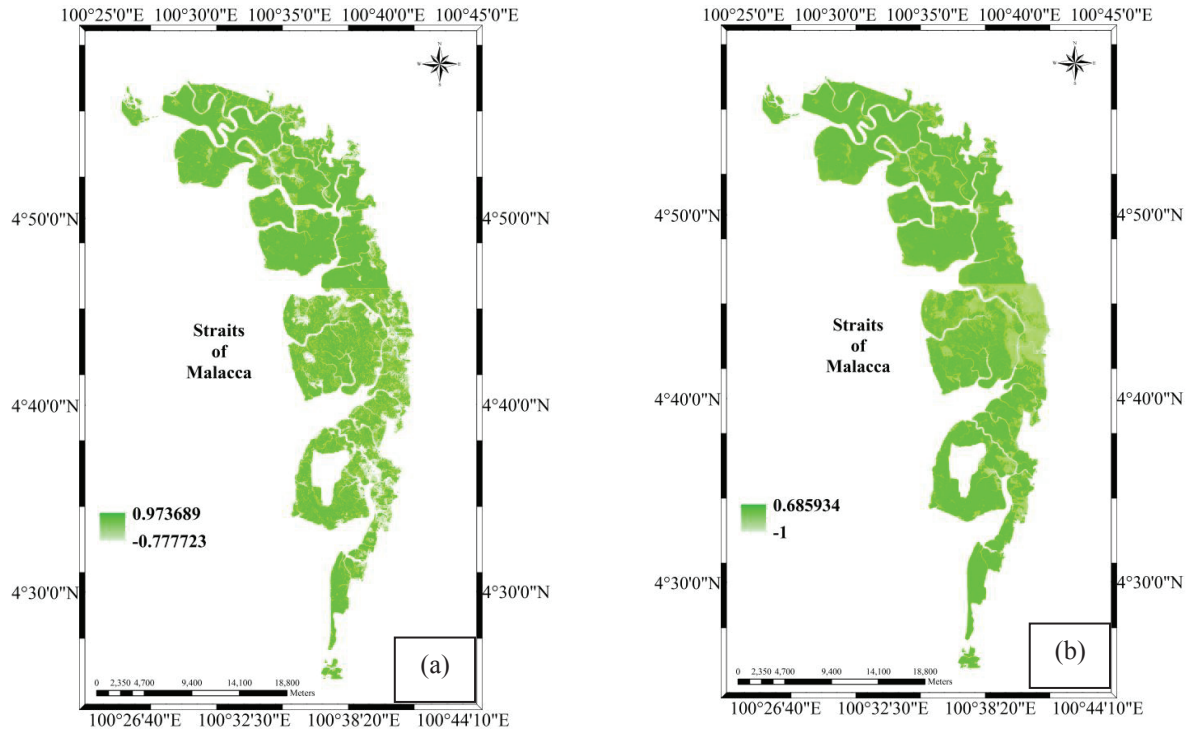 100°25'0"E 100°30'0"E 100°35'0"E 100°40'0"E 100°45'0"E
N
W E
S
4°50'0"N 4°50'0"N
Straits
of
Malacca
4°40'0"N 4°40'0"N
0.973689
-0.777723
4°30'0"N 4°30'0"N
(a)
0 2,350 4,700 9,400 14,100 18,800
Meters
100°26'40"E 100°32'30"E 100°38'20"E 100°44'10"E
100°25'0"E 100°30'0"E 100°35'0"E 100°40'0"E 100°45'0"E
N
W E
S
4°50'0"N 4°50'0"N
Straits
of
Malacca
4°40'0"N 4°40'0"N
0.685934
-1
4°30'0"N 4°30'0"N
(b)
0 2,350 4,700 9,400 14,100 18,800
Meters
100°26'40"E 100°32'30"E 100°38'20"E 100°44'10"E